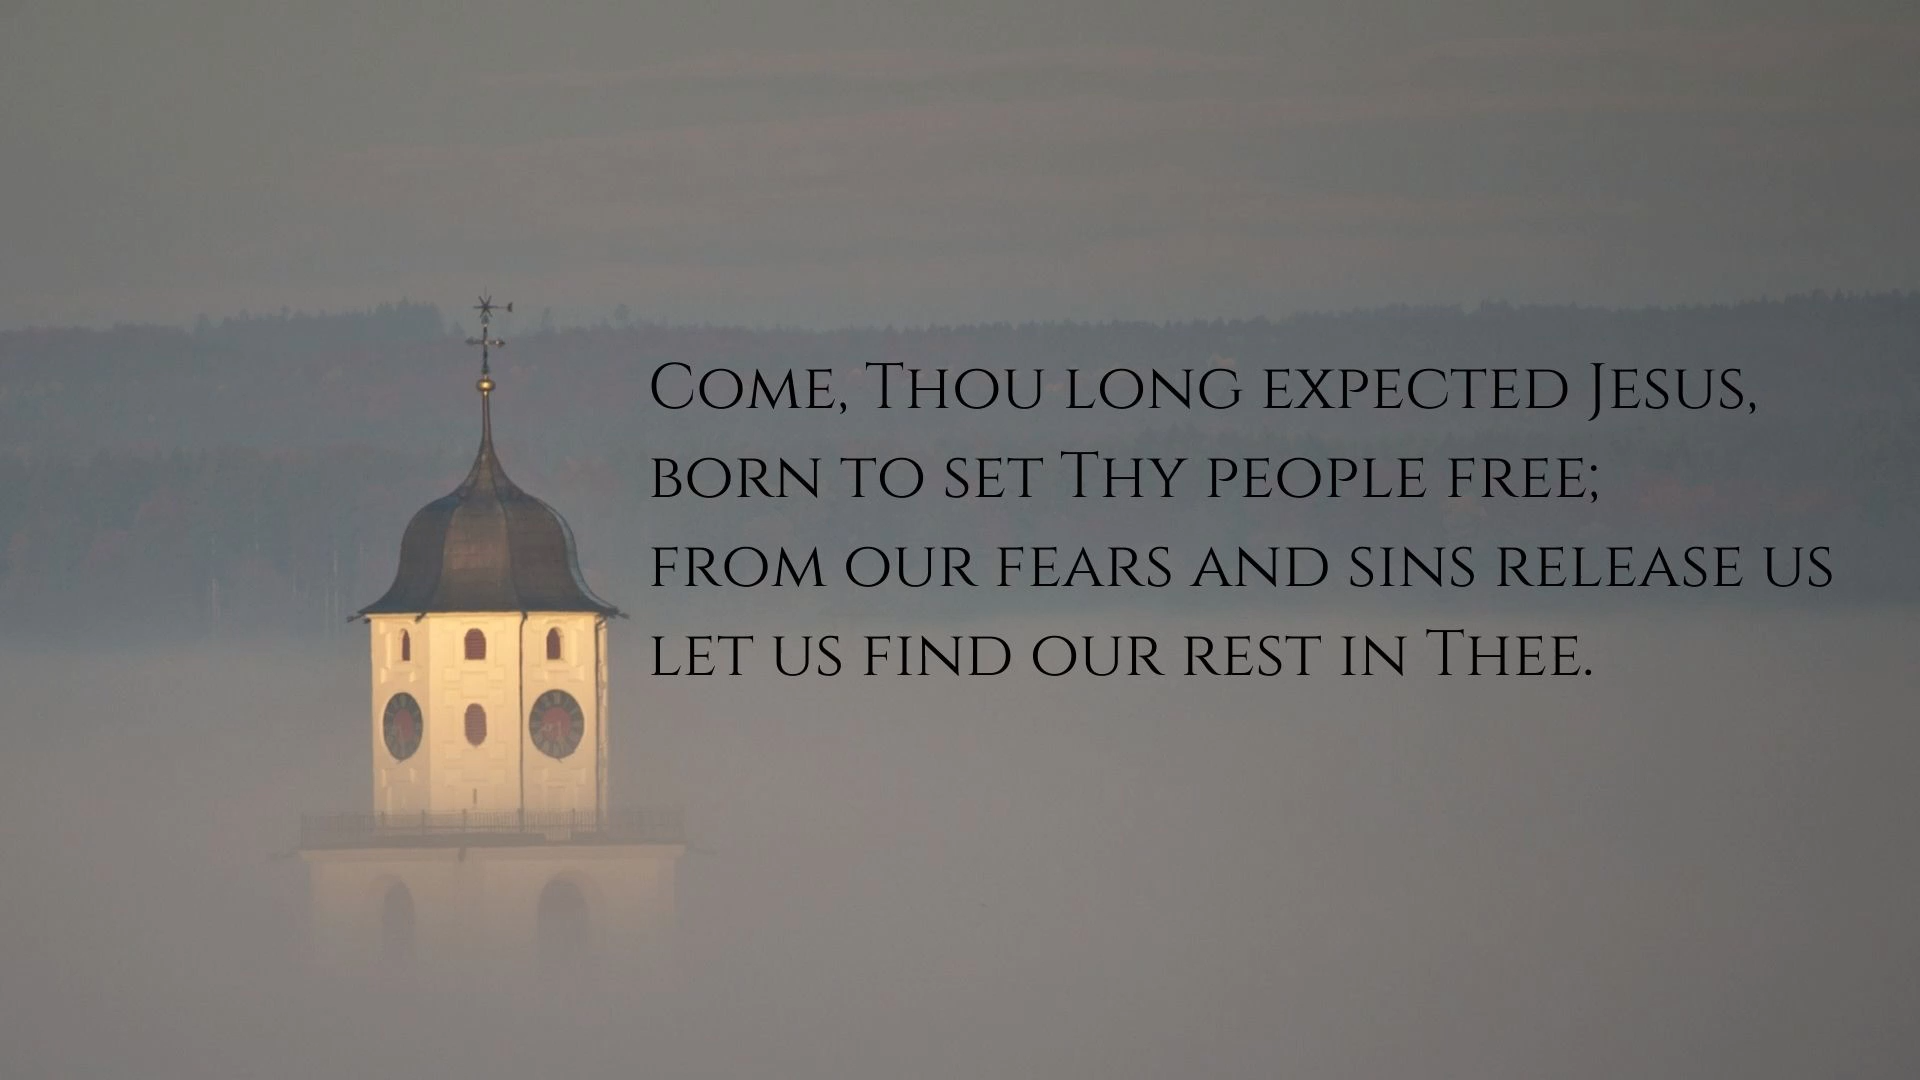 Come, Thou long expected Jesus,
born to set Thy people free;
from our fears and sins release us
let us find our rest in Thee.